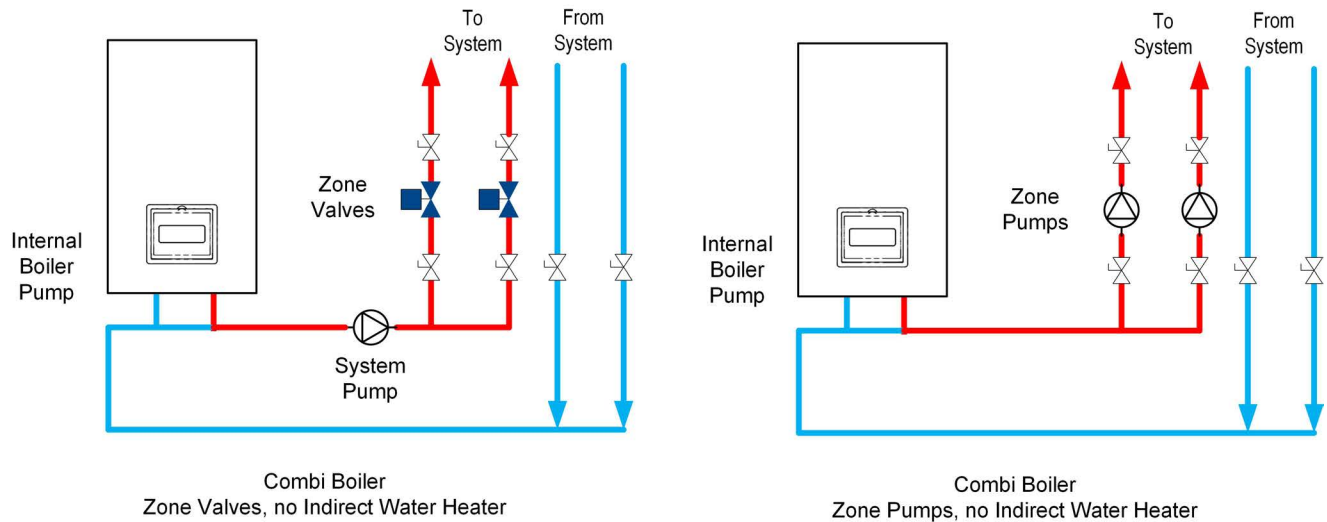 To
System
From
System
Zone
Valves
Internal
Boiler
Pump
System
Pump
Combi Boiler
Zone Valves, no Indirect Water Heater
To
System
From
System
Zone
Pumps
Internal
Boiler
Pump
Combi Boiler
Zone Pumps, no Indirect Water Heater